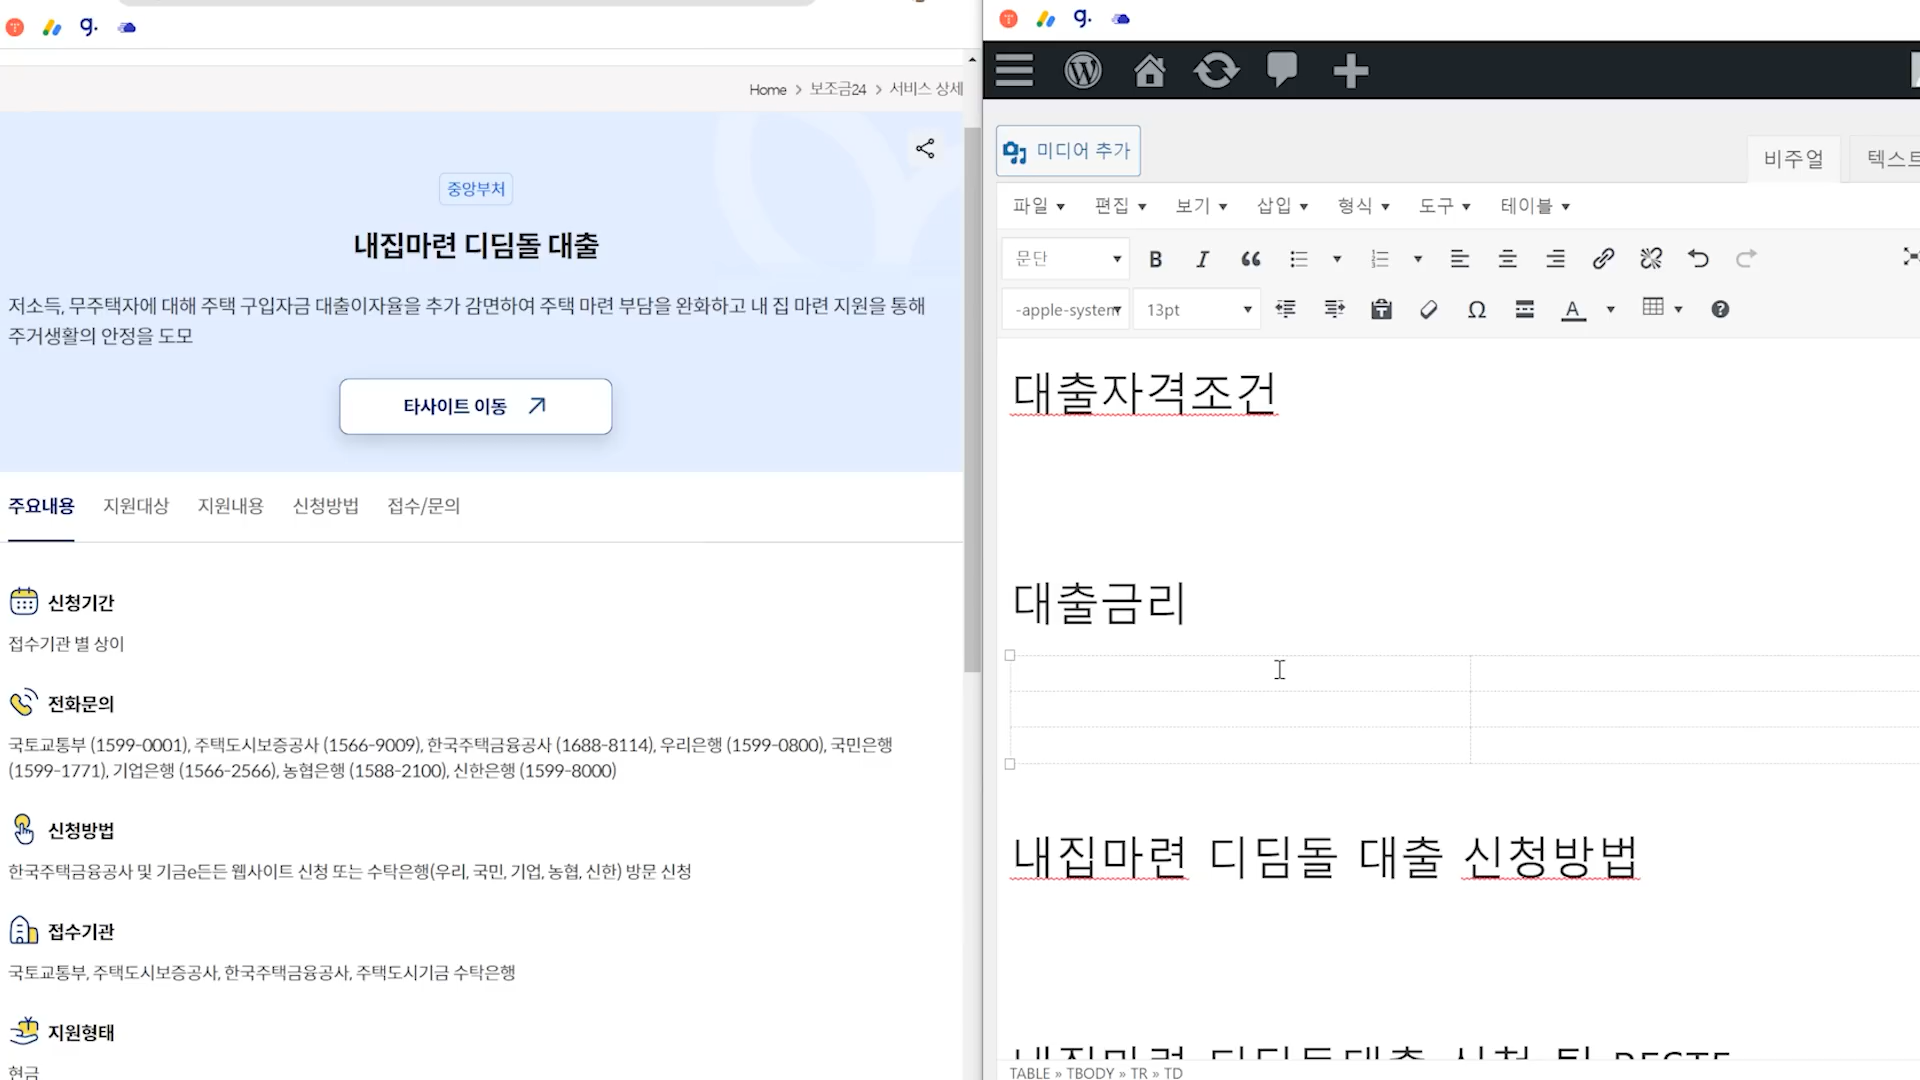 Home > 보조금24 > 서비스 상세
중앙부처
내집마련 디딤돌 대출
저소득, 무주택자에 대해 주택 구입자금 대출이자율을 추가 감면하여 주택 마련 부담을 완화하고 내 집 마련 지원을 통해
주거생활의 안정을 도모
타사이트 이동
주요내용 지원대상 지원내용 신청방법 접수/문의
신청기간
접수기관 별 상이
전화문의
국토교통부 (1599-0001), 주택도시보증공사 (1566-9009), 한국주택금융공사 (1688-8114), 우리은행 (1599-0800), 국민은행
(1599-1771), 기업은행 (1566-2566), 농협은행 (1588-2100), 신한은행 (1599-8000)
신청방법
한국주택금융공사 및 기금e든든 웹사이트 신청 또는 수탁은행(우리, 국민, 기업, 농협, 신한) 방문 신청
접수기관
국토교통부, 주택도시보증공사, 한국주택금융공사, 주택도시기금 수탁은행
지원형태
현금
미디어 추가
비주얼 텍스트
파일 편집 보기 삽입 형식 도구 테이블
문단
-apple-system 13pt
대출자격조건
대출금리
내집마련 디딤돌 대출 신청방법
TABLE » TBODY » TR » TD